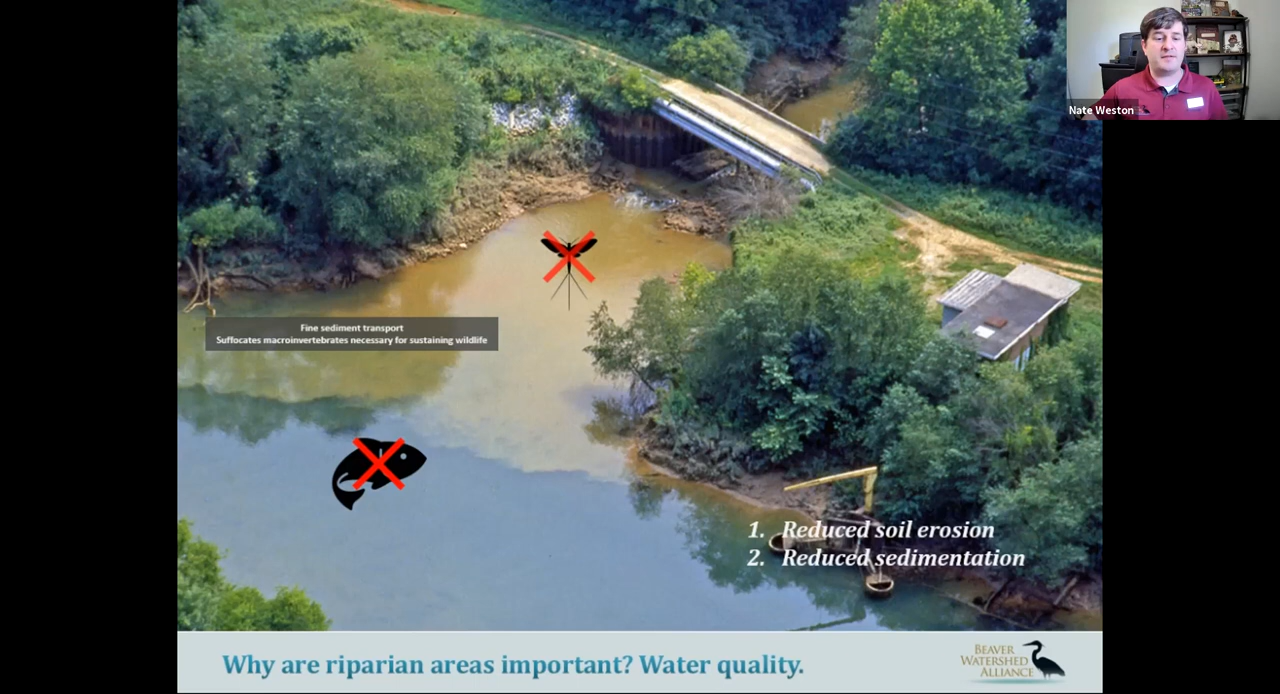 Nate Weston
Fine sediment transport
Suffocates macroinvertebrates necessary for sustaining wildlife
1. Reduced soil erosion
2. Reduced sedimentation
Why are riparian areas important? Water quality.
BEAVER
WATERSHED
ALLIANCE